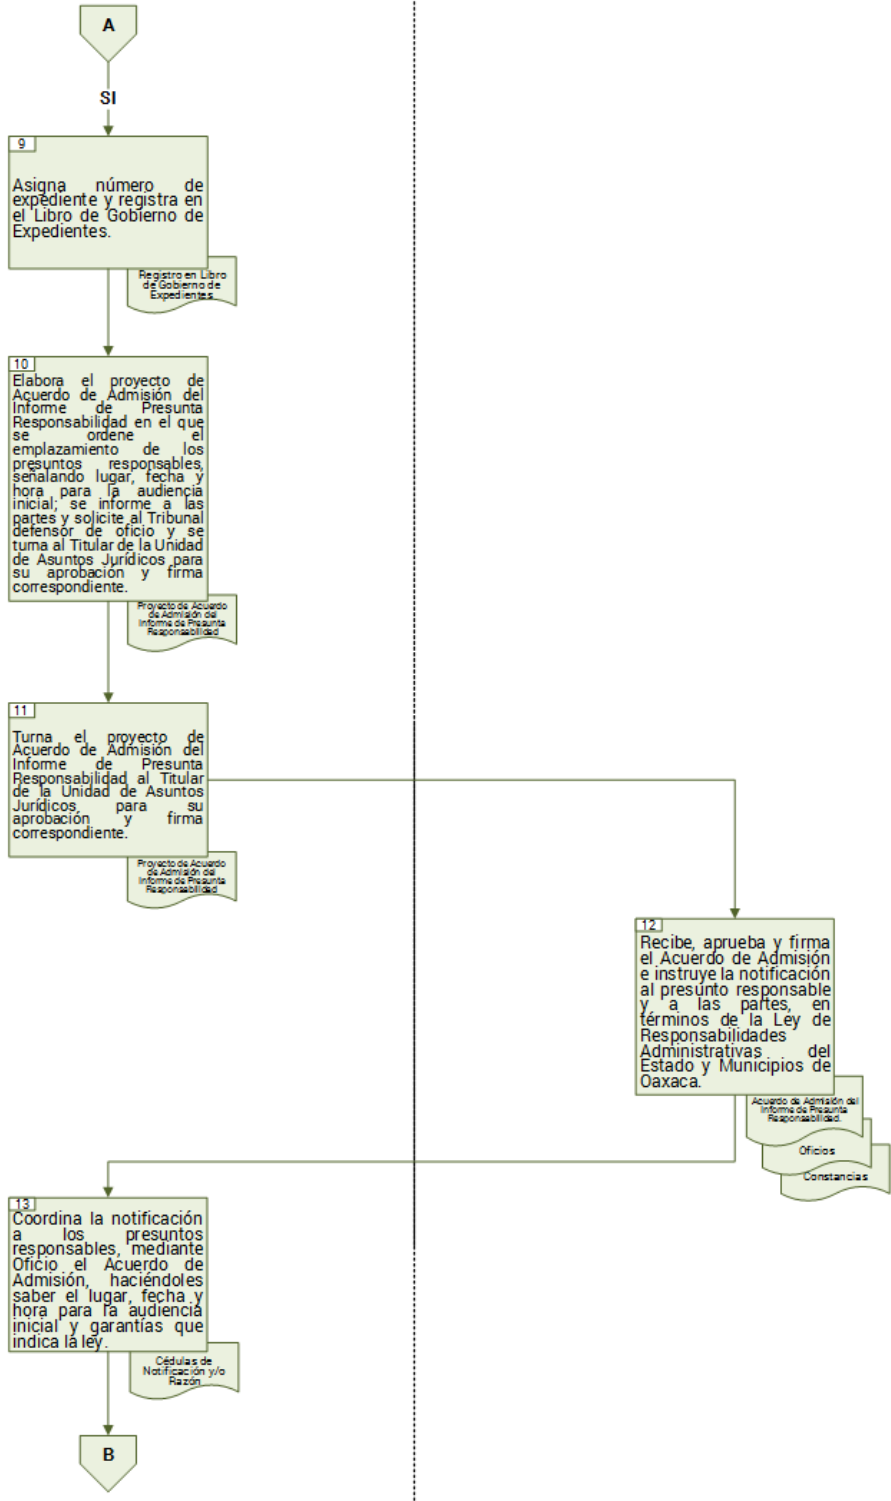 A
SI
9
Asigna número de
expediente y registra en
el Libro de Gobierno de
Expedientes.
Registro en Libro
de Gobierno de
Expedientes
10
Elabora el proyecto de
Acuerdo de Admisión del
Informe de Presunta
Responsabilidad en el que
se ordene el
emplazamiento de los
presuntos responsables,
señalando lugar, fecha y
hora para la audiencia
inicial; se informe a las
partes y solicite al Tribunal
defensor de oficio y se
turna al Titular de la Unidad
de Asuntos Jurídicos para
su aprobación y firma
correspondiente.
Proyecto de Acuerdo
de Admisión del
Informe de Presunta
Responsabilidad
11
Turna el proyecto de
Acuerdo de Admisión del
Informe de Presunta
Responsabilidad al Titular
de la Unidad de Asuntos
Jurídicos para su
aprobación y firma
correspondiente.
Proyecto de Acuerdo
de Admisión del
Informe de Presunta
Responsabilidad
12
Recibe, aprueba y firma
el Acuerdo de Admisión
e instruye la notificación
al presunto responsable
y a las partes, en
términos de la Ley de
Responsabilidades
Administrativas del
Estado y Municipios de
Oaxaca.
Acuerdo de Admisión del
Informe de Presunta
Responsabilidad.
Oficios
Constancias
13
Coordina la notificación
a los presuntos
responsables, mediante
Oficio el Acuerdo de
Admisión, haciéndoles
saber el lugar, fecha y
hora para la audiencia
inicial y garantías que
indica la ley.
Cédulas de
Notificación y/o
Razón
B